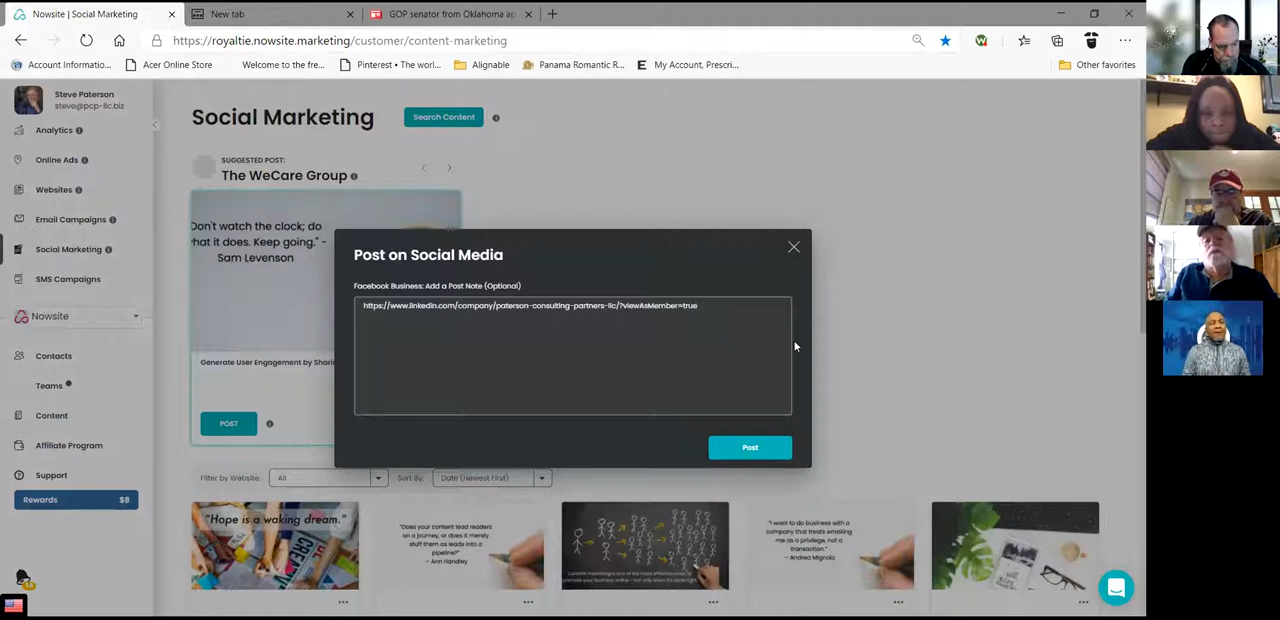 Nowsite | Social Marketing
New tab
GOP senator from Oklahoma ap
https://royaltie.nowsite.marketing/customer/content-marketing
Account Informatio...
Acer Online Store
Welcome to the fre...
Pinterest • The worl...
Alignable
Panama Romantic R...
My Account, Prescri...
Other favorites
Steve Paterson
steve@pcp-llc.biz
Analytics
Online Ads
Websites
Email Campaigns
Social Marketing
SMS Campaigns
Nowsite
Contacts
Teams
Content
Affiliate Program
Support
Rewards $6
Social Marketing
Search Content
SUGGESTED POST:
The WeCare Group
Don't watch the clock; do
what it does. Keep going." -
Sam Levenson
Generate User Engagement by Shari
POST
Post on Social Media
Facebook Business: Add a Post Note (Optional)
https://www.linkedin.com/company/paterson-consulting-partners-llc/?viewAsMember=true
Post
Filter by Website:
All
Sort By:
Date (Newest First)
"Hope is a waking dream."
"Does your content lead readers
on a journey, or does it merely
stuff them as leads into a
pipeline?"
– Ann Handley
"I want to do business with a
company that treats emailing
me as a privilege, not a
transaction."
– Andrea Mignolo